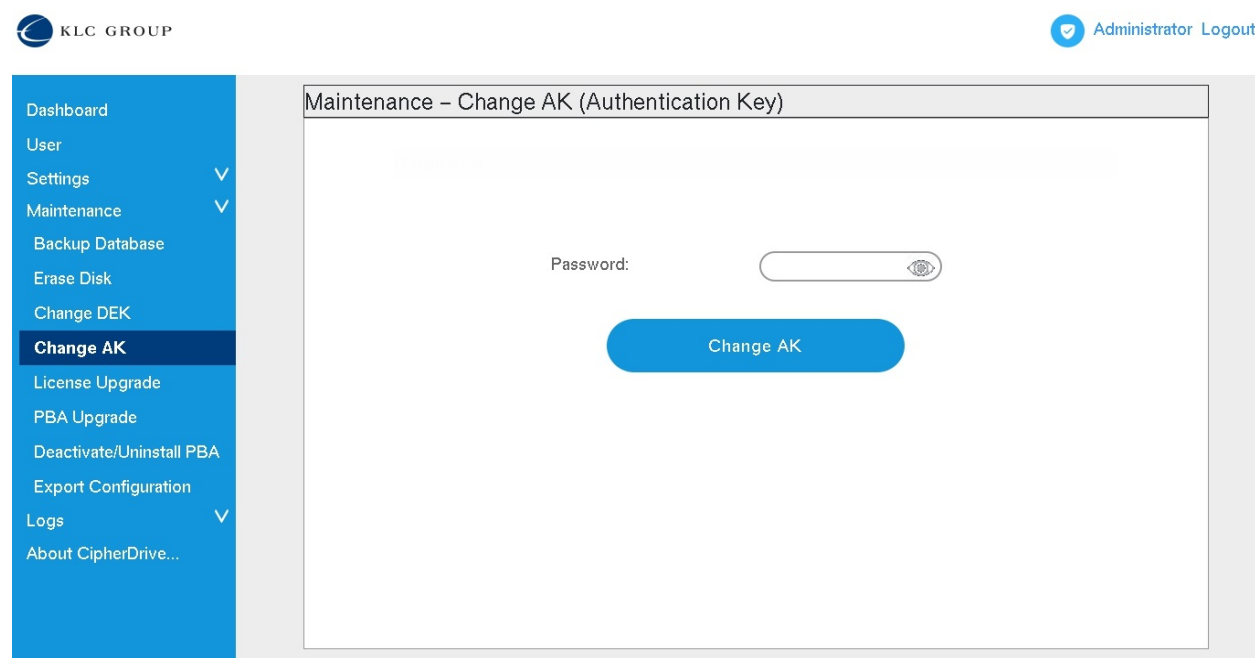 KLC GROUP
Administrator Logout
Dashboard
User
Settings
Maintenance
Backup Database
Erase Disk
Change DEK
Change AK
License Upgrade
PBA Upgrade
Deactivate/Uninstall PBA
Export Configuration
Logs
About CipherDrive...
Maintenance – Change AK (Authentication Key)
Password:
Change AK